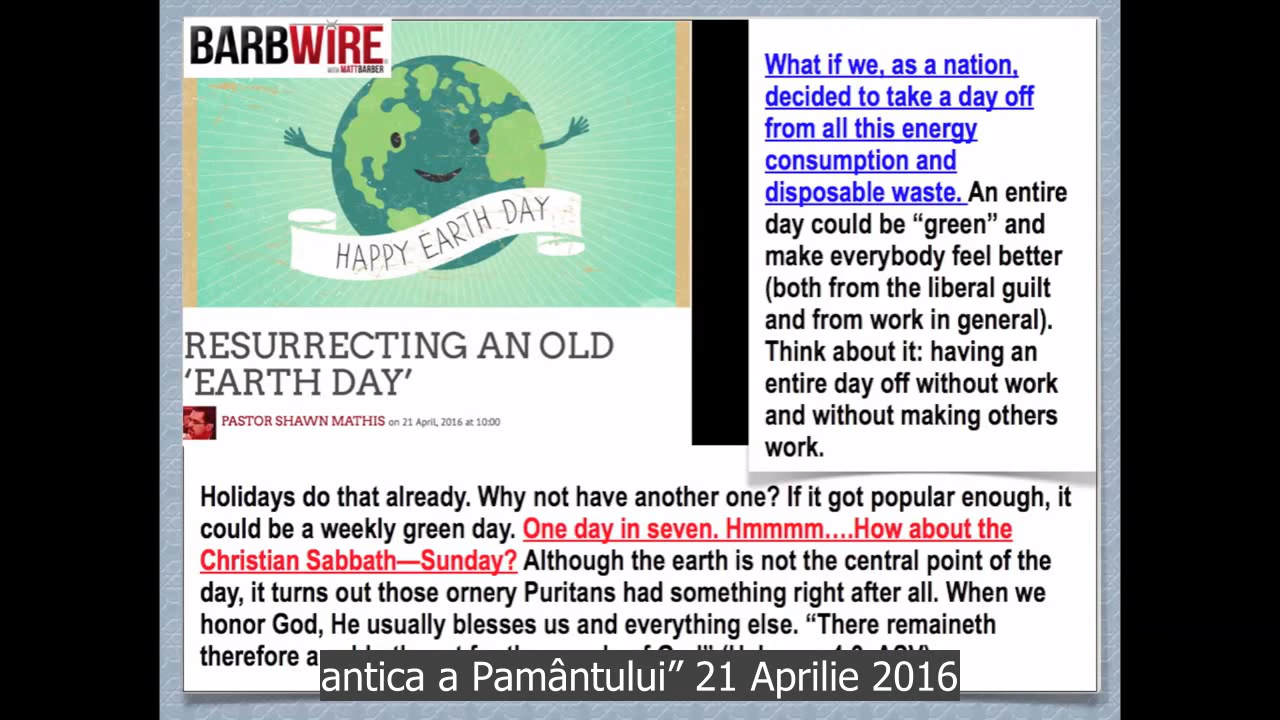 BARBWIRE
WITH MATTBARBER
HAPPY EARTH DAY
RESURRECTING AN OLD
‘EARTH DAY’
PASTOR SHAWN MATHIS on 21 April, 2016 at 10:00
What if we, as a nation,
decided to take a day off
from all this energy
consumption and
disposable waste. An entire
day could be “green” and
make everybody feel better
(both from the liberal guilt
and from work in general).
Think about it: having an
entire day off without work
and without making others
work.
Holidays do that already. Why not have another one? If it got popular enough, it
could be a weekly green day. One day in seven. Hmmmm….How about the
Christian Sabbath—Sunday? Although the earth is not the central point of the
day, it turns out those ornery Puritans had something right after all. When we
honor God, He usually blesses us and everything else. “There remaineth
therefore a
antica a Pamântului” 21 Aprilie 2016